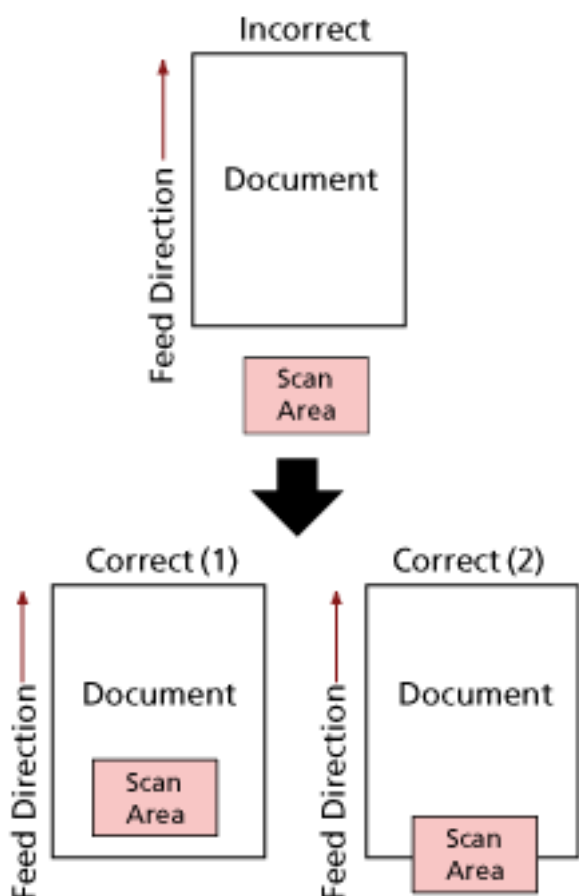 Incorrect
Feed Direction
Document
Scan
Area
Correct (1)
Correct (2)
Feed Direction
Document
Scan
Area
Feed Direction
Document
Scan
Area